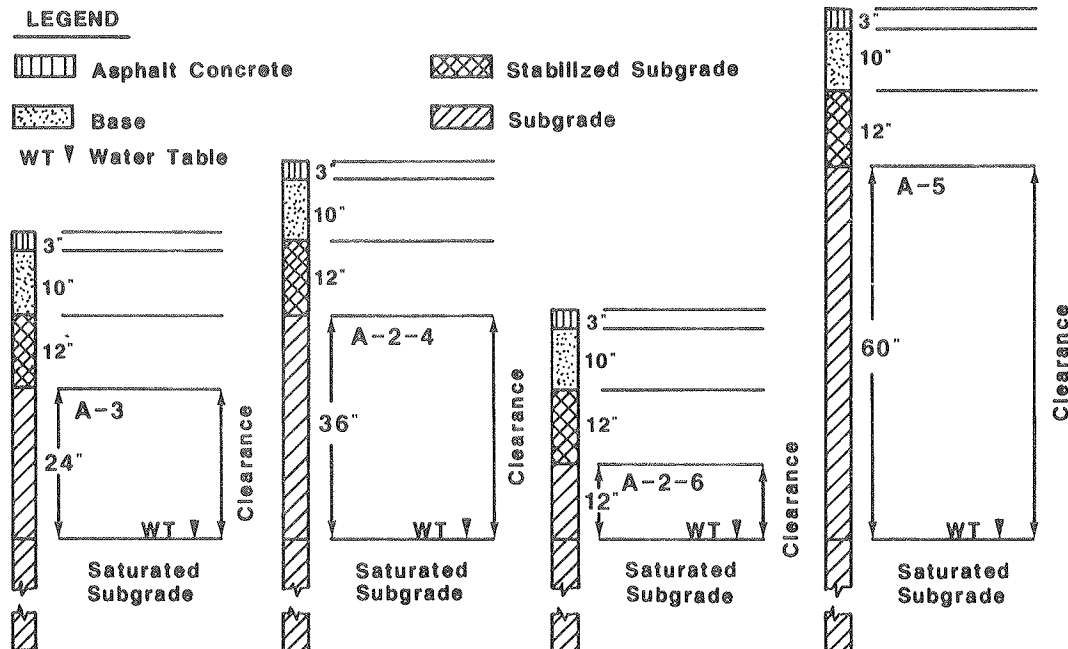 LEGEND
Asphalt Concrete
Base
WT Water Table
Stabilized Subgrade
Subgrade
3"
10"
12"
A-3
24"
Clearance
WT
Saturated
Subgrade
3"
10"
12"
A-2-4
36"
Clearance
WT
Saturated
Subgrade
3"
10"
12"
A-2-6
12"
Clearance
WT
Saturated
Subgrade
3"
10"
12"
A-5
60"
Clearance
WT
Saturated
Subgrade